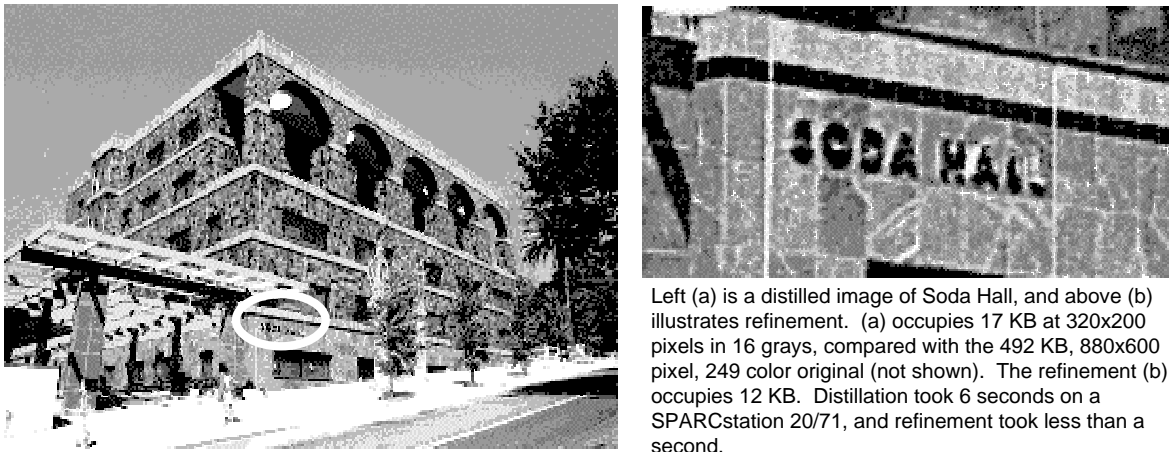 SODA HALL
Left (a) is a distilled image of Soda Hall, and above (b)
illustrates refinement.  (a) occupies 17 KB at 320x200
pixels in 16 grays, compared with the 492 KB, 880x600
pixel, 249 color original (not shown).  The refinement (b)
occupies 12 KB.  Distillation took 6 seconds on a
SPARCstation 20/71, and refinement took less than a
second.